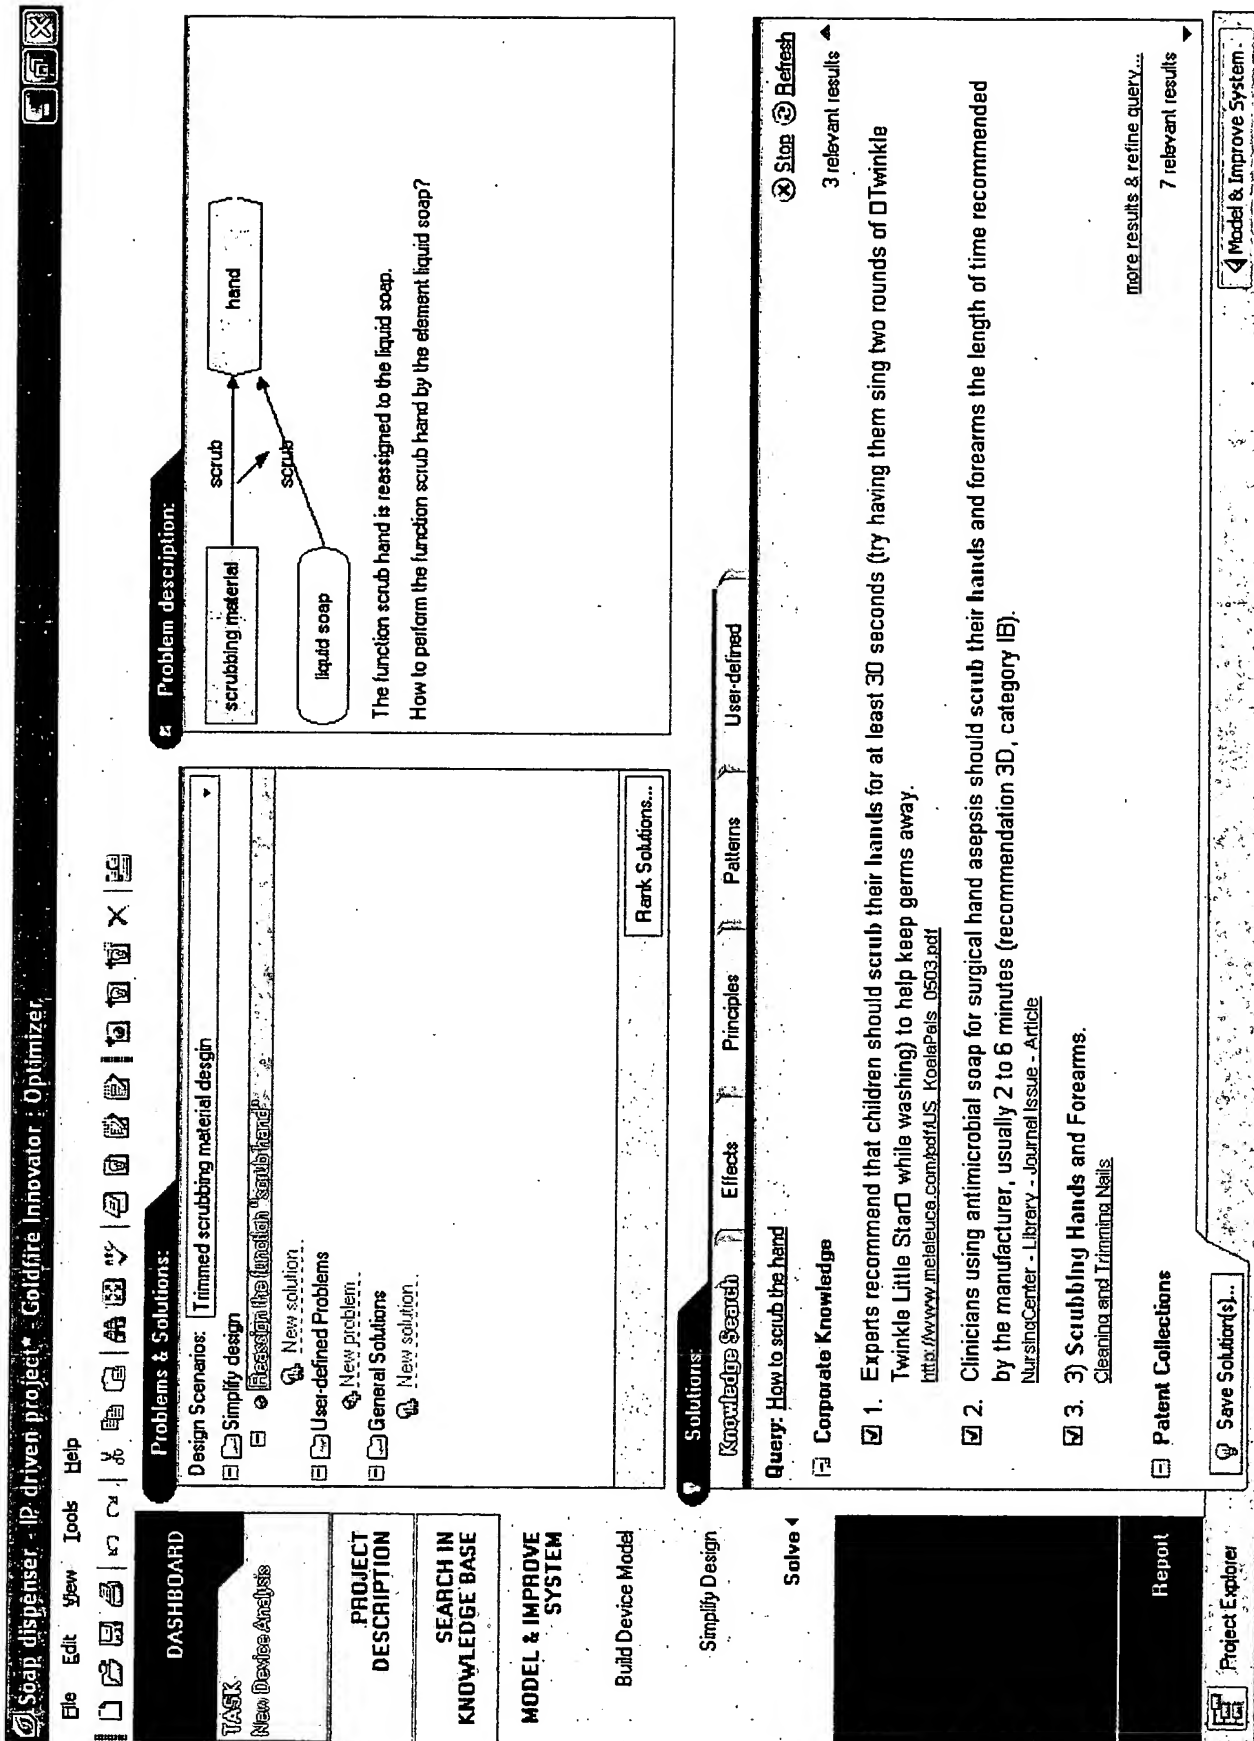 Soap dispenser - IP driven project* - Goldfire Innovator : Optimizer
File Edit View Tools Help
DASHBOARD
TASK
New Device Analysis
PROJECT
DESCRIPTION
SEARCH IN
KNOWLEDGE BASE
MODEL & IMPROVE
SYSTEM
Build Device Model
Simplify Design
Solve
Report
Problems & Solutions:
Design Scenarios: Trimmed scrubbing material desgin
Simplify design
Reassign the function "scrub hand"
New solution
User-defined Problems
New problem
General Solutions
New solution
Rank Solutions...
Problem description:
scrubbing material
scrub
hand
scrub
liquid soap
The function scrub hand is reassigned to the liquid soap.
How to perform the function scrub hand by the element liquid soap?
Solutions:
Knowledge Search Effects Principles Patterns User-defined
Query: How to scrub the hand
Stop Refresh
Corporate Knowledge 3 relevant results
1. Experts recommend that children should scrub their hands for at least 30 seconds (try having them sing two rounds of □Twinkle
Twinkle Little Star□ while washing) to help keep germs away.
http://www.melaleuca.com/pdf/US_KoalaPals_0503.pdf
2. Clinicians using antimicrobial soap for surgical hand asepsis should scrub their hands and forearms the length of time recommended
by the manufacturer, usually 2 to 6 minutes (recommendation 3D, category IB).
NursingCenter - Library - Journal Issue - Article
3. 3) Scrubbing Hands and Forearms.
Cleaning and Trimming Nails
more results & refine query...
Patent Collections 7 relevant results
Save Solution(s)...
Model & Improve System
Project Explorer